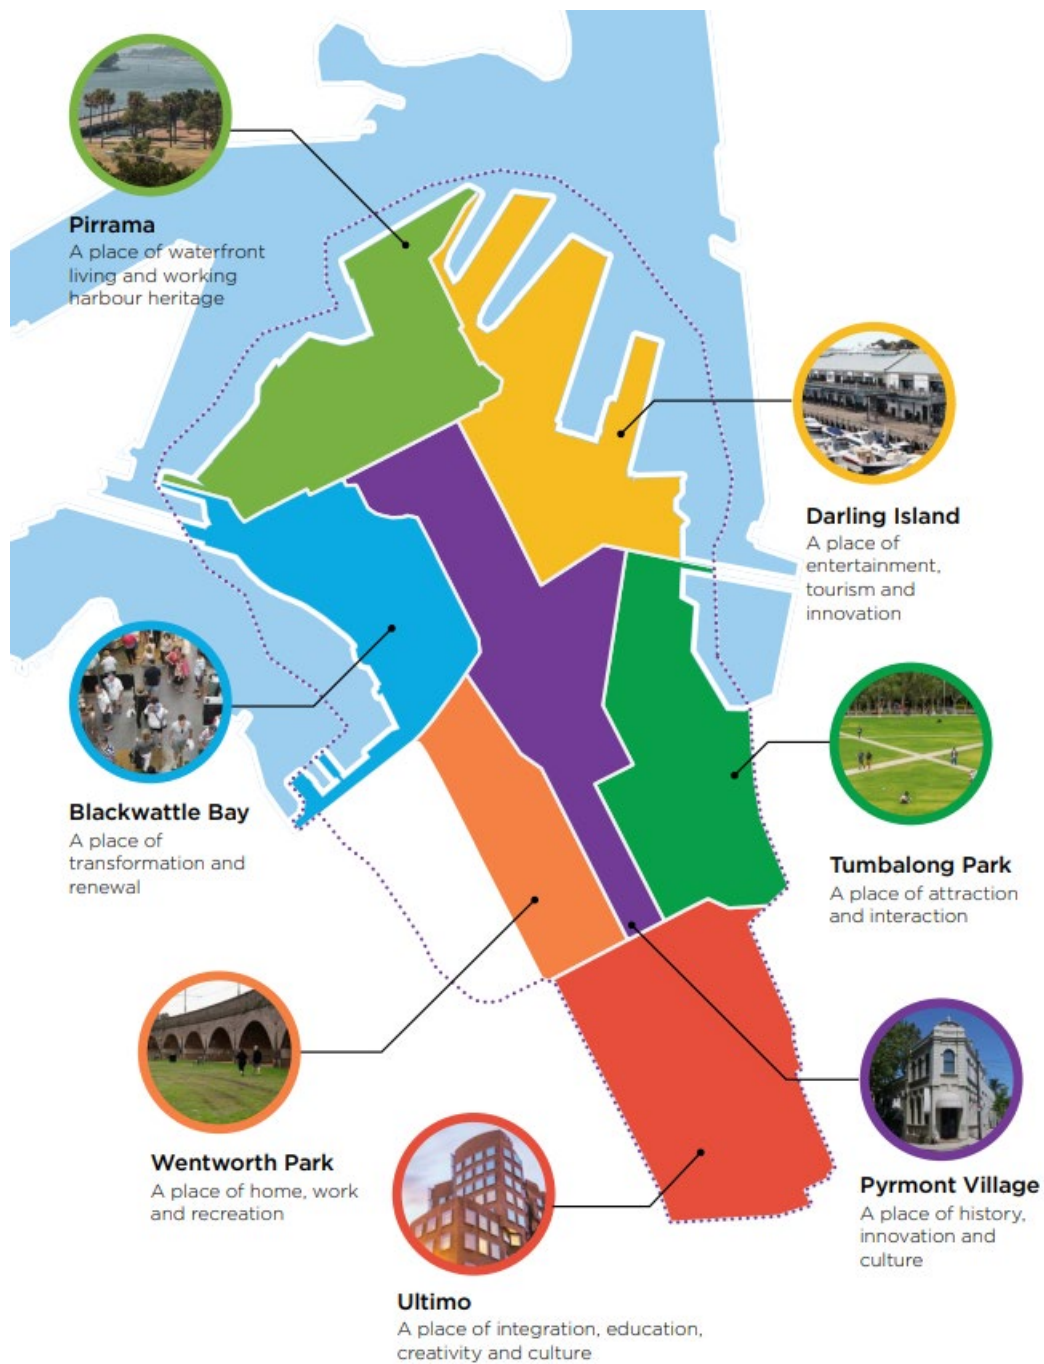 Pirrama
A place of waterfront
living and working
harbour heritage
Darling Island
A place of
entertainment,
tourism and
innovation
Blackwattle Bay
A place of
transformation and
renewal
Tumbalong Park
A place of attraction
and interaction
Wentworth Park
A place of home, work
and recreation
Pyrmont Village
A place of history,
innovation and
culture
Ultimo
A place of integration, education,
creativity and culture